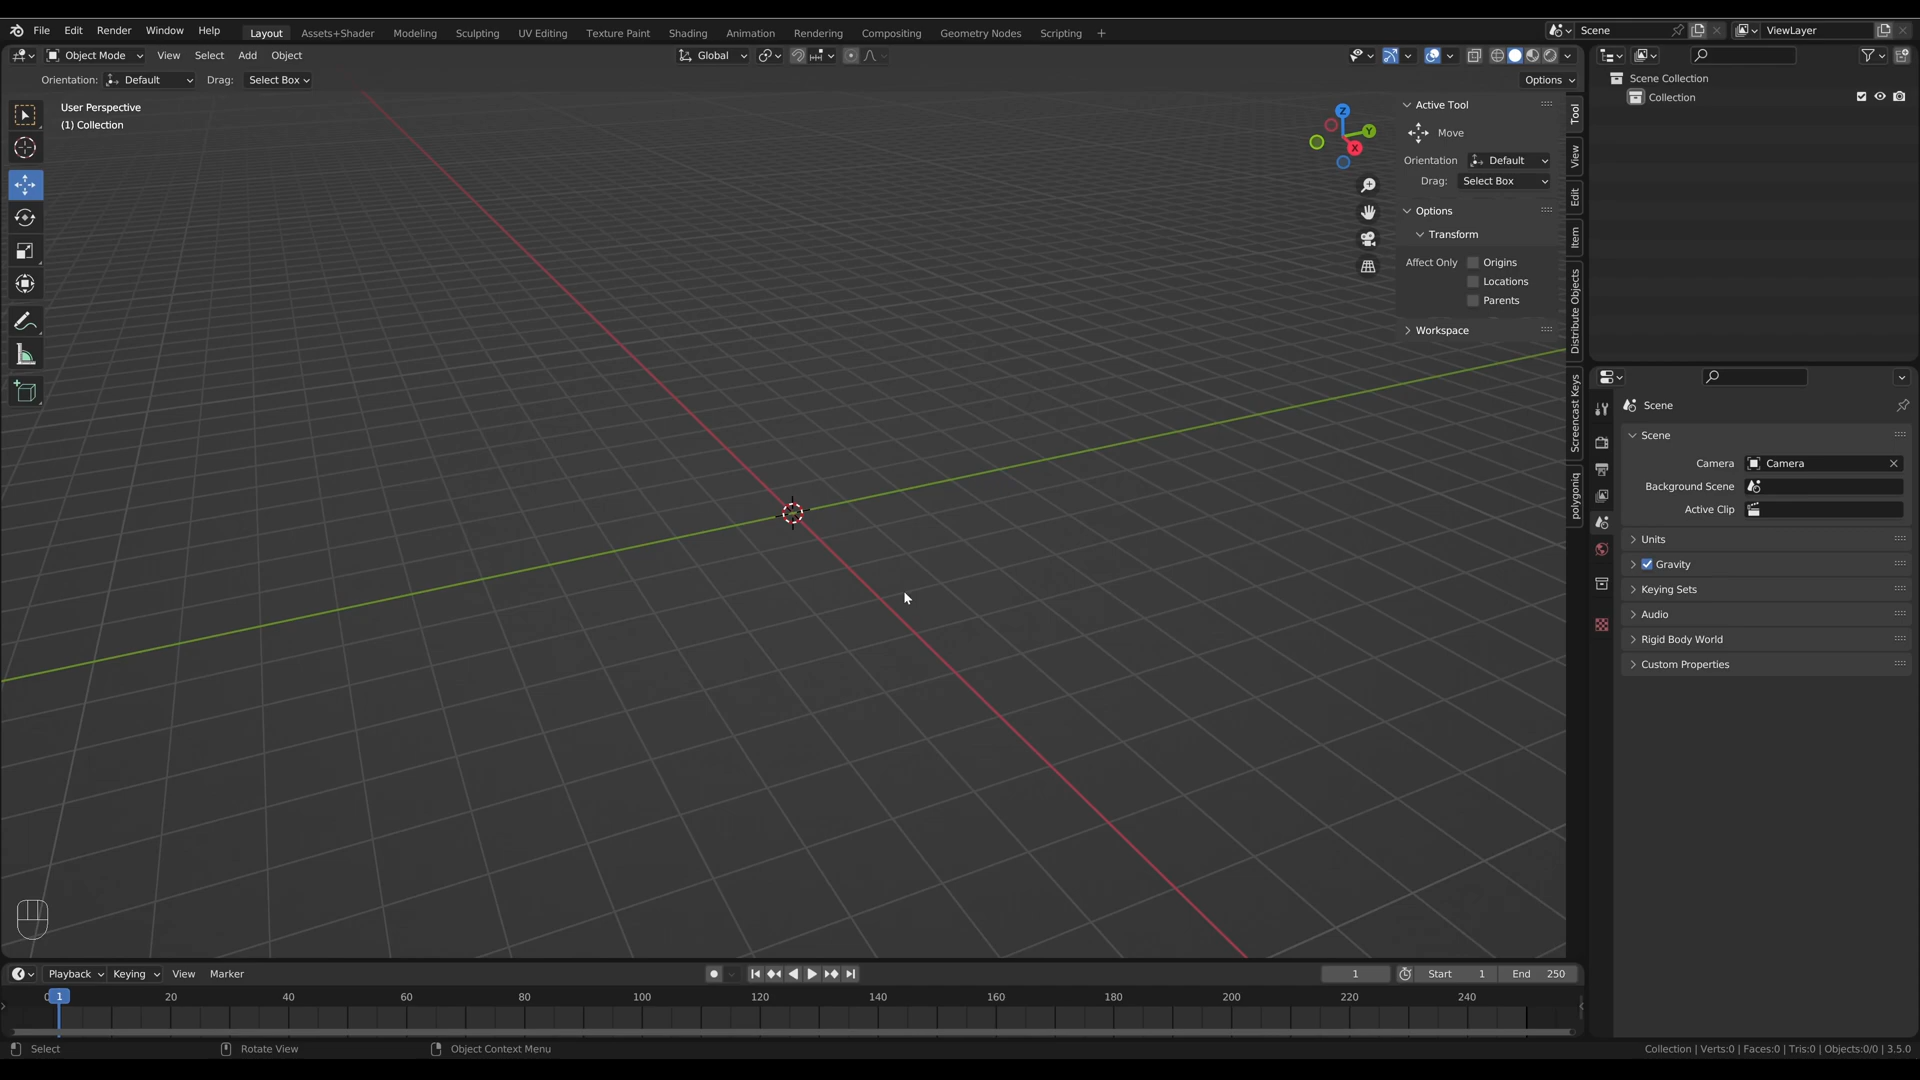 File Edit Render Window Help Layout Assets+Shader Modeling Sculpting UV Editing Texture Paint Shading Animation Rendering Compositing Geometry Nodes Scripting + Scene ViewLayer
Object Mode View Select Add Object Global
Orientation: Default Drag: Select Box Options
User Perspective
(1) Collection
Z
Y
X
Active Tool
Move
Orientation Default
Drag: Select Box
Options
Transform
Affect Only Origins
Locations
Parents
Workspace
Tool
View
Edit
Item
Distribute Objects
Screencast Keys
polygoniq
Scene Collection
Collection
Scene
Scene
Camera Camera
Background Scene
Active Clip
Units
Gravity
Keying Sets
Audio
Rigid Body World
Custom Properties
Playback Keying View Marker 1 Start 1 End 250
0 1 20 40 60 80 100 120 140 160 180 200 220 240
Select Rotate View Object Context Menu Collection | Verts:0 | Faces:0 | Tris:0 | Objects:0/0 | 3.5.0